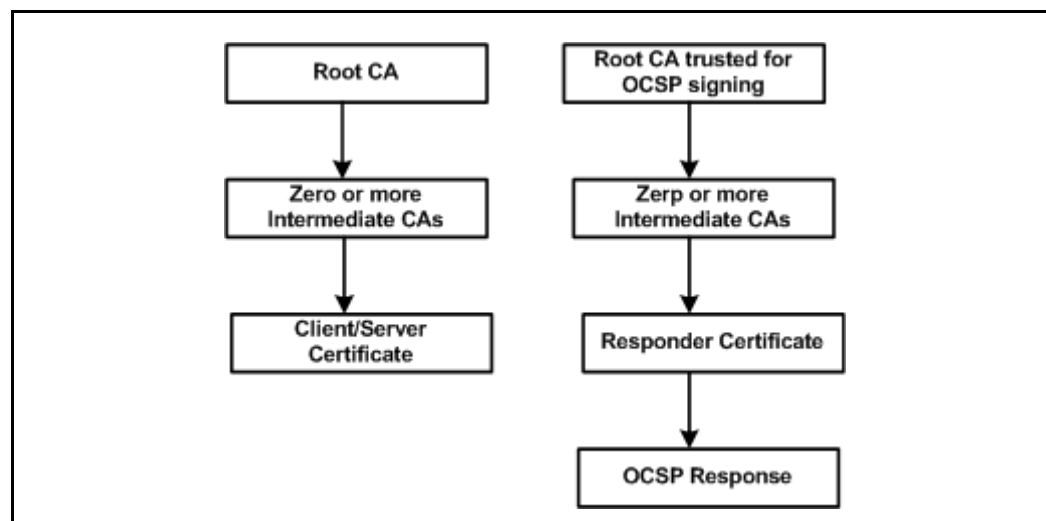 Root CA
Zero or more
Intermediate CAs
Client/Server
Certificate
Root CA trusted for
OCSP signing
Zerp or more
Intermediate CAs
Responder Certificate
OCSP Response